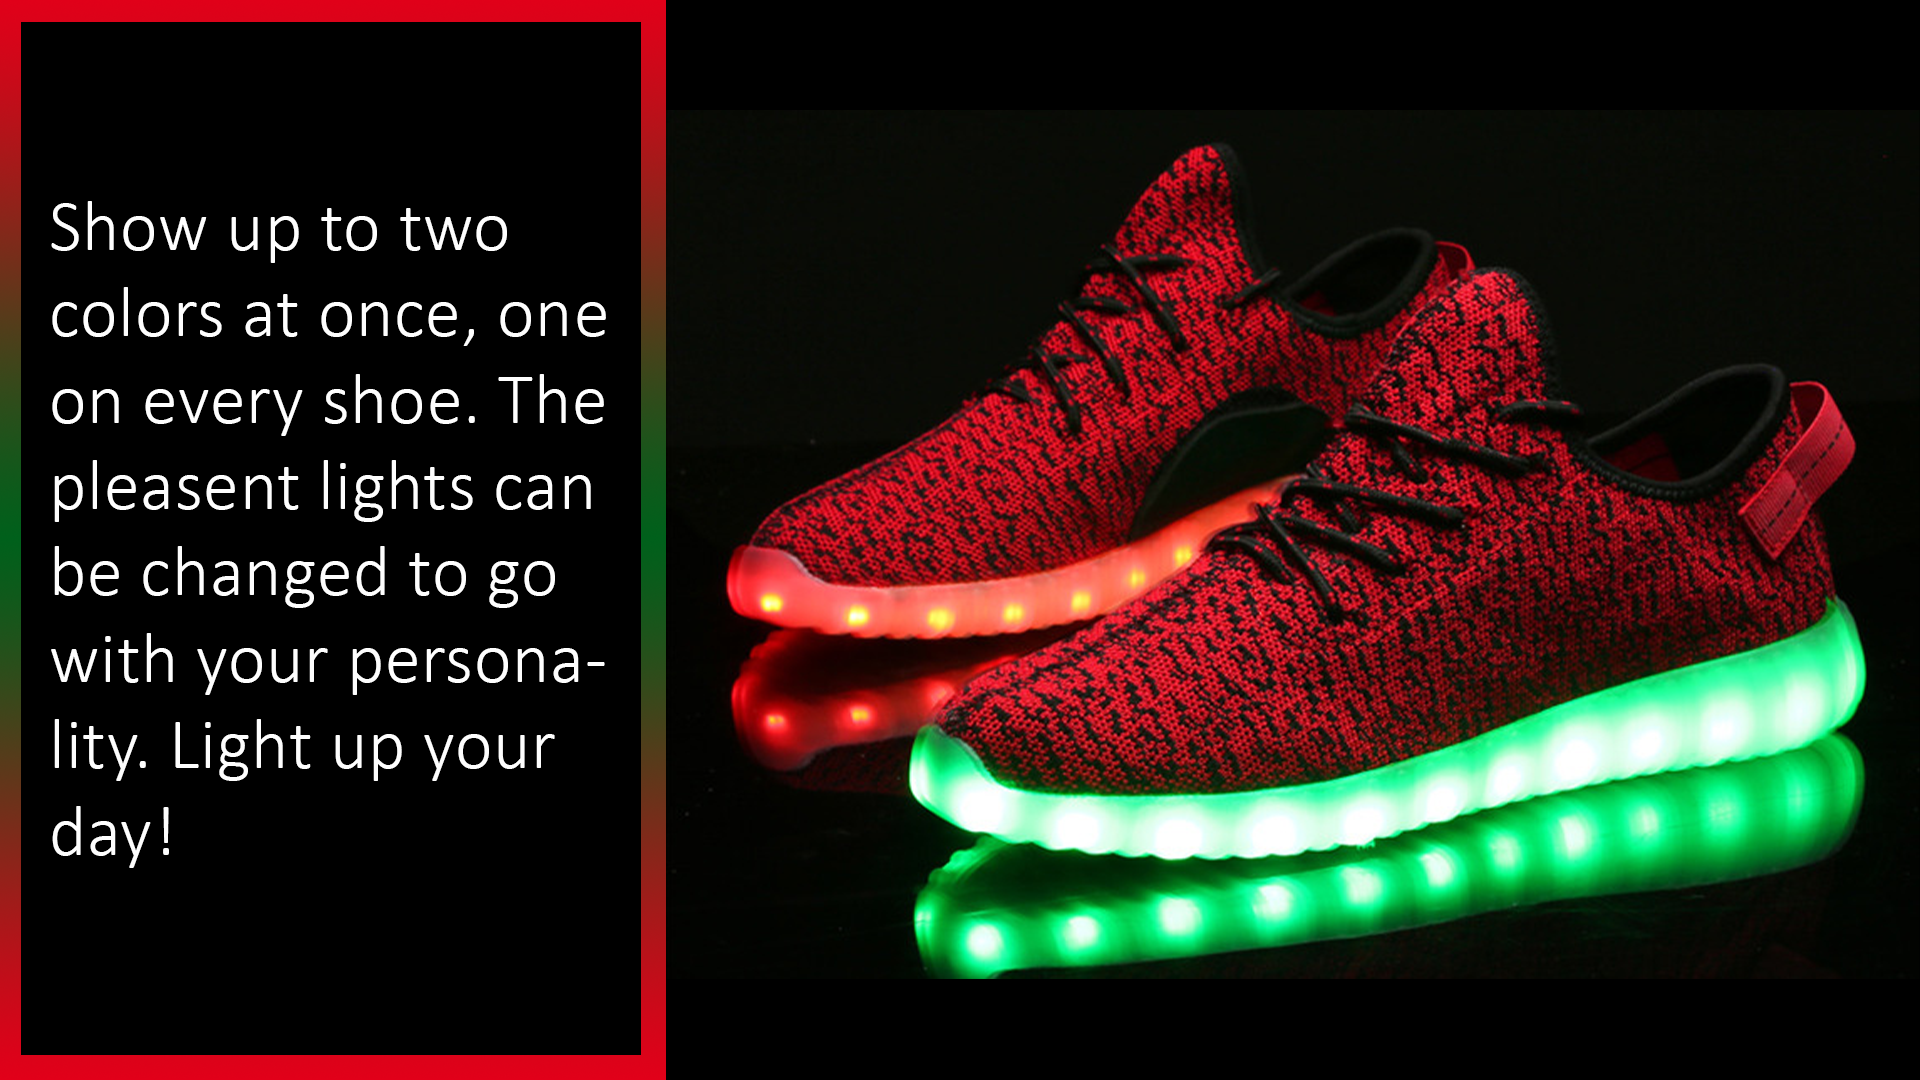 Show up to two
colors at once, one
on every shoe. The
pleasent lights can
be changed to go
with your persona-
lity. Light up your
day!